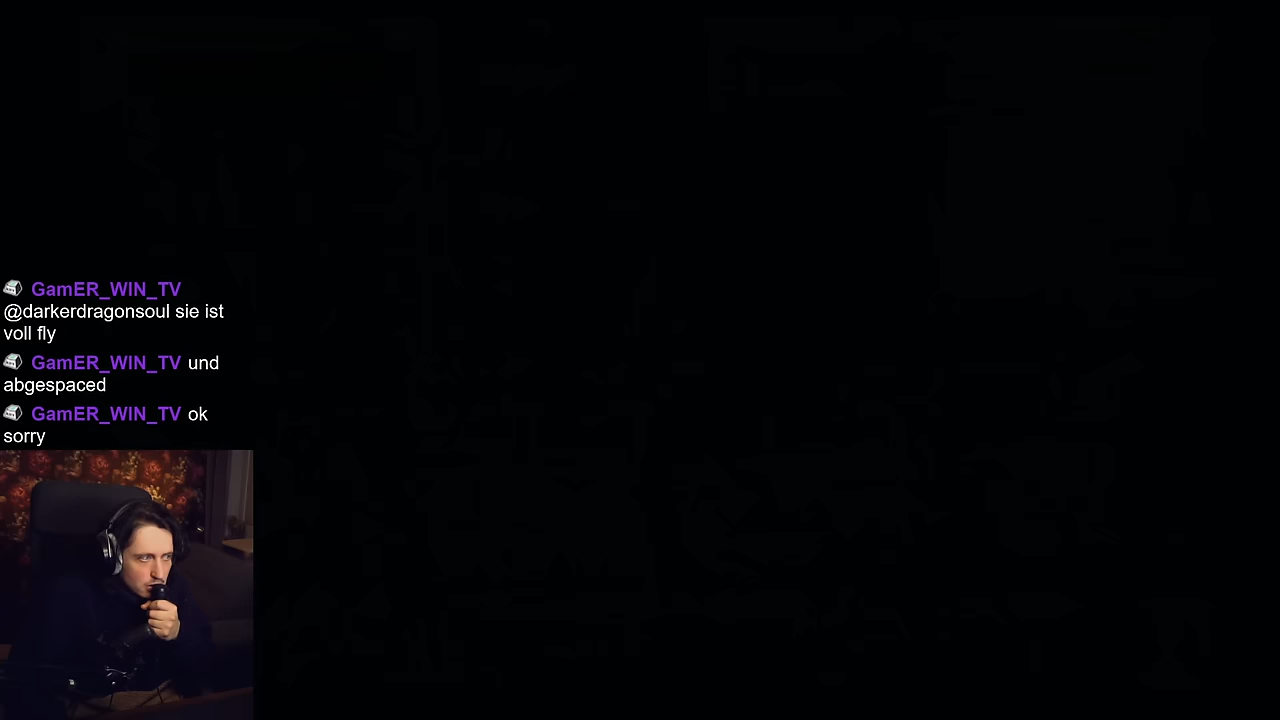 GamER_WIN_TV
@darkerdragonsoul sie ist
voll fly
GamER_WIN_TV und
abgespaced
GamER_WIN_TV ok
sorry